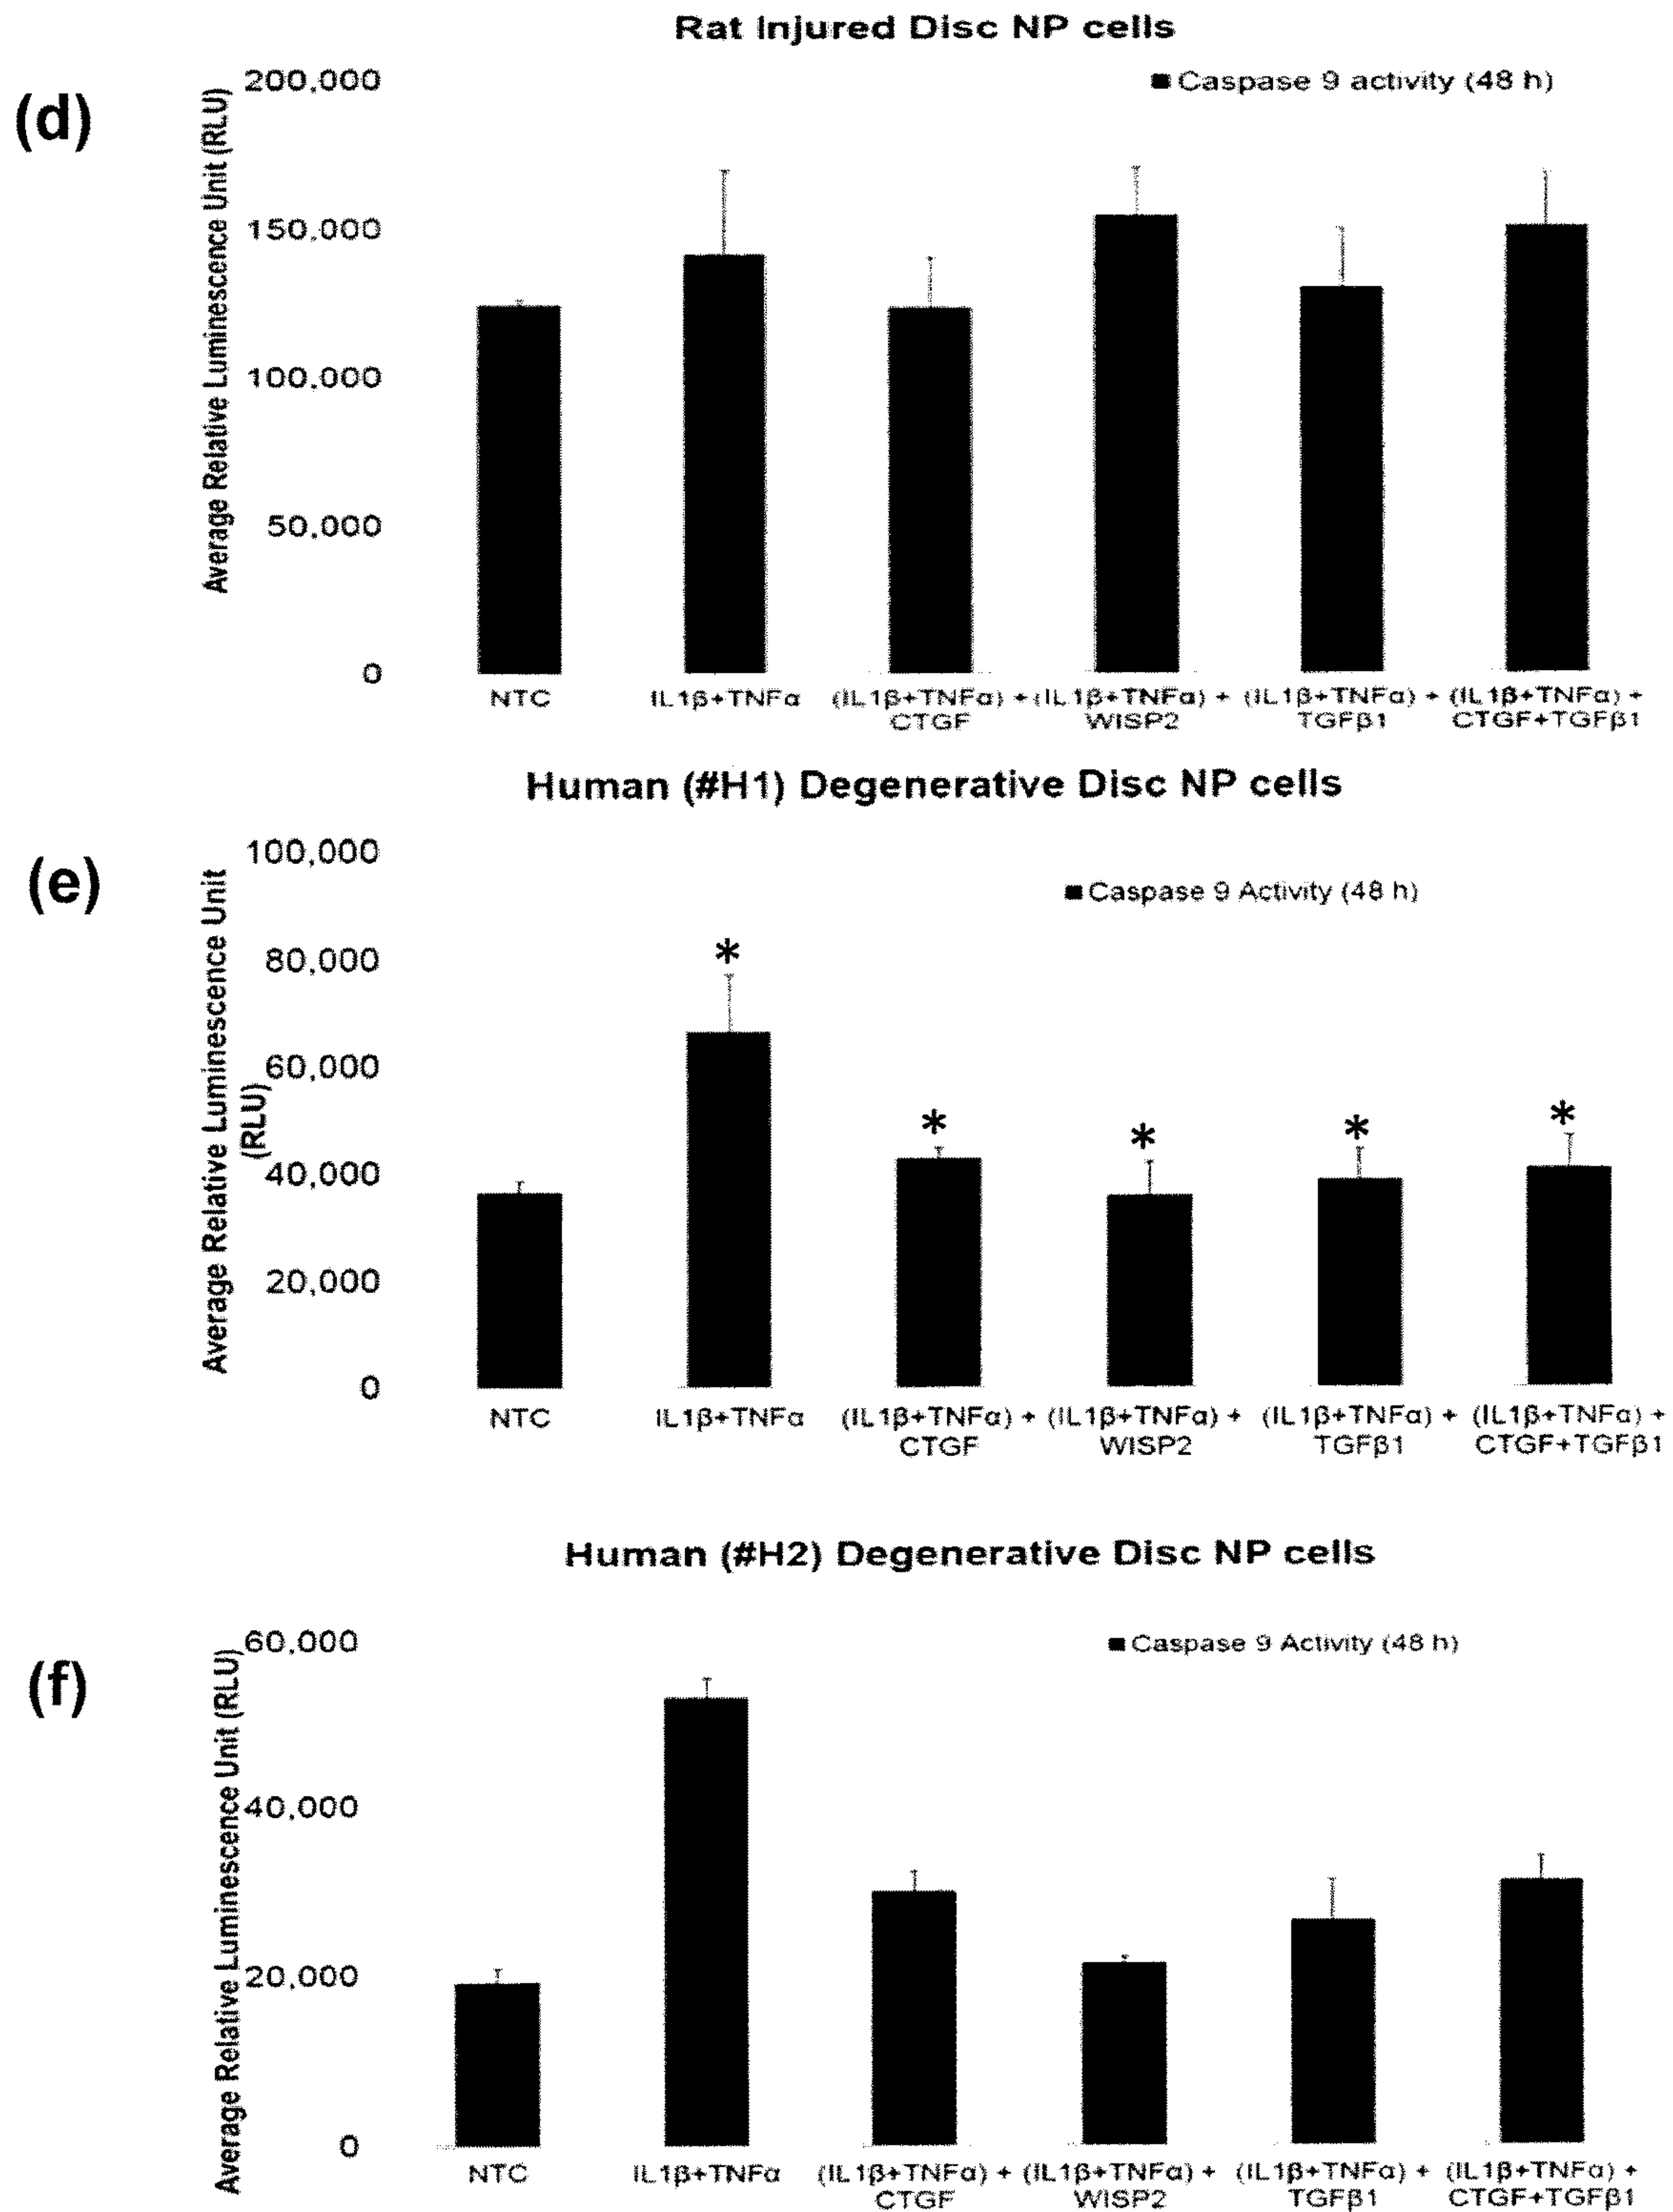 Rat Injured Disc NP cells
(d)
Average Relative Luminescence Unit (RLU)
■ Caspase 9 activity (48 h)
200,000
150,000
100,000
50,000
0
NTC
IL1β+TNFα
(IL1β+TNFα) +
CTGF
(IL1β+TNFα) +
WISP2
(IL1β+TNFα) +
TGFβ1
(IL1β+TNFα) +
CTGF+TGFβ1
Human (#H1) Degenerative Disc NP cells
(e)
Average Relative Luminescence Unit
(RLU)
■ Caspase 9 Activity (48 h)
100,000
80,000
60,000
40,000
20,000
0
*
*
*
*
*
NTC
IL1β+TNFα
(IL1β+TNFα) +
CTGF
(IL1β+TNFα) +
WISP2
(IL1β+TNFα) +
TGFβ1
(IL1β+TNFα) +
CTGF+TGFβ1
Human (#H2) Degenerative Disc NP cells
(f)
Average Relative Luminescence Unit (RLU)
■ Caspase 9 Activity (48 h)
60,000
40,000
20,000
0
NTC
IL1β+TNFα
(IL1β+TNFα) +
CTGF
(IL1β+TNFα) +
WISP2
(IL1β+TNFα) +
TGFβ1
(IL1β+TNFα) +
CTGF+TGFβ1